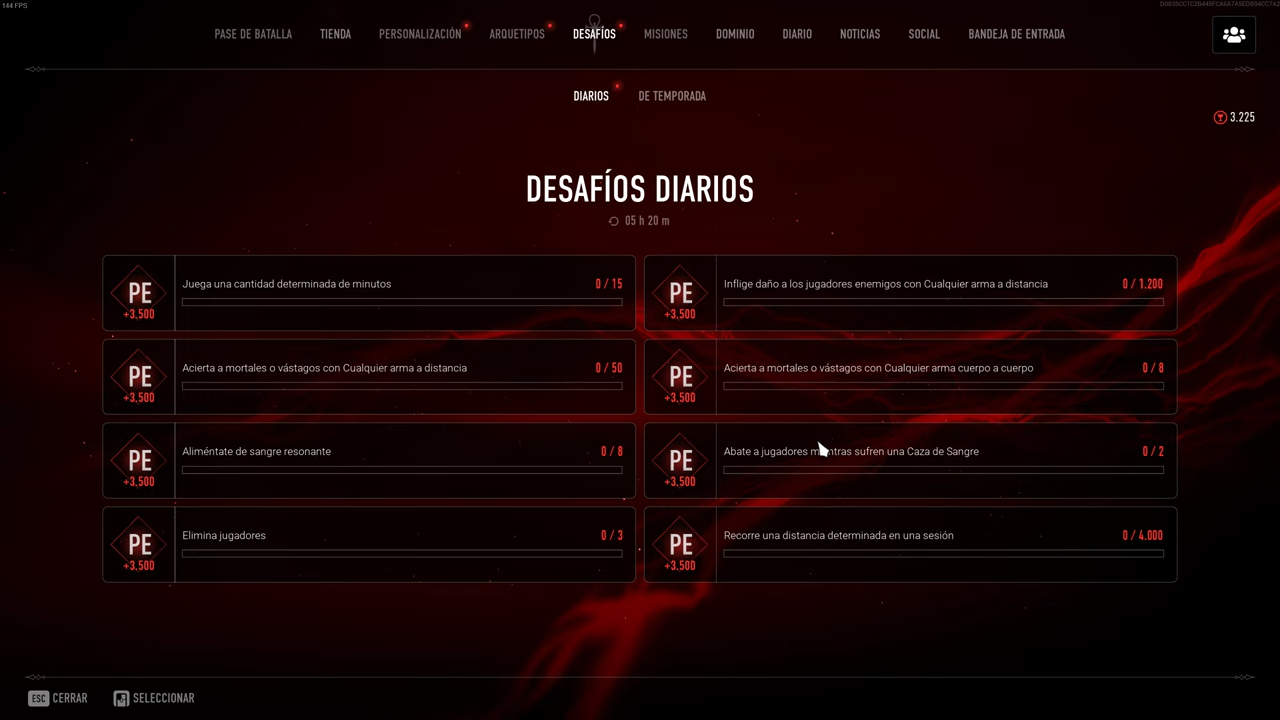 144 FPS
PASE DE BATALLA
TIENDA
PERSONALIZACIÓN
ARQUETIPOS
DESAFÍOS
MISIONES
DOMINIO
DIARIO
NOTICIAS
SOCIAL
BANDEJA DE ENTRADA
DIARIOS
DE TEMPORADA
3.225
DESAFÍOS DIARIOS
05 h 20 m
PE
+3,500
Juega una cantidad determinada de minutos
0 / 15
PE
+3,500
Inflige daño a los jugadores enemigos con Cualquier arma a distancia
0 / 1.200
PE
+3,500
Acierta a mortales o vástagos con Cualquier arma a distancia
0 / 50
PE
+3,500
Acierta a mortales o vástagos con Cualquier arma cuerpo a cuerpo
0 / 8
PE
+3,500
Aliméntate de sangre resonante
0 / 8
PE
+3,500
Abate a jugadores mientras sufren una Caza de Sangre
0 / 2
PE
+3,500
Elimina jugadores
0 / 3
PE
+3,500
Recorre una distancia determinada en una sesión
0 / 4.000
ESC CERRAR
SELECCIONAR